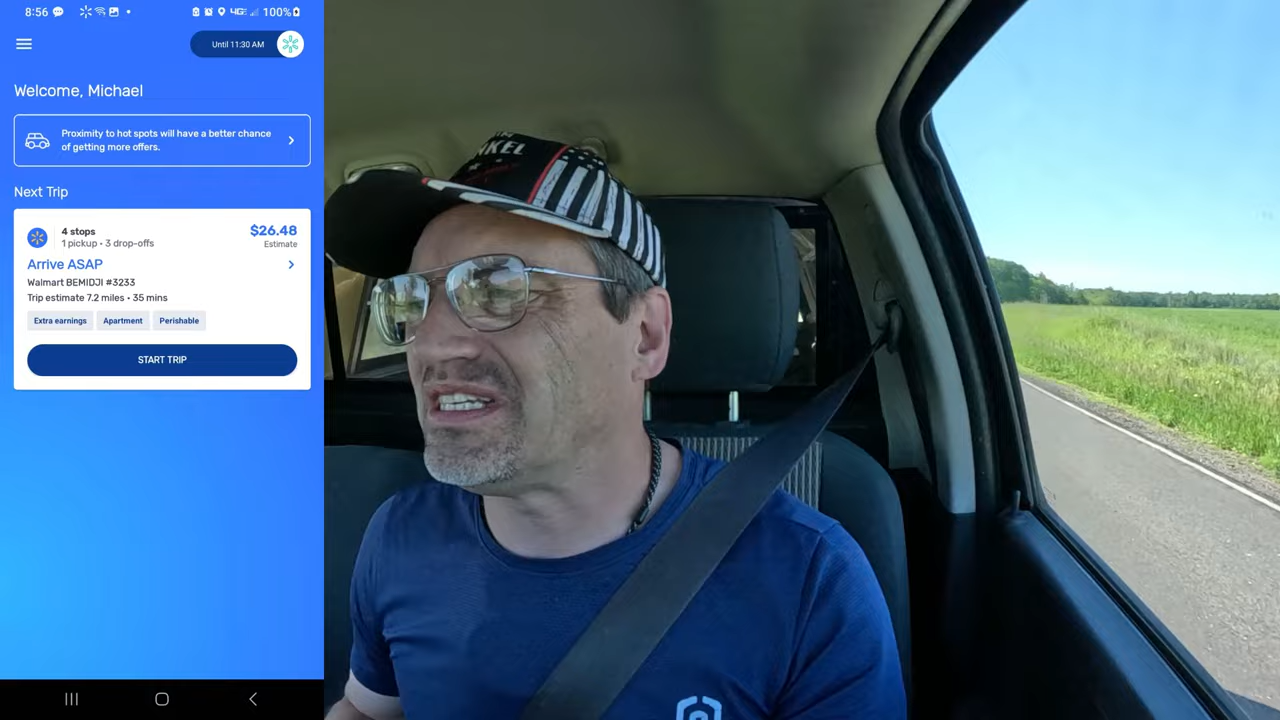 8:56
4GE
100%
Until 11:30 AM
Welcome, Michael
Proximity to hot spots will have a better chance
of getting more offers.
Next Trip
4 stops
$26.48
1 pickup • 3 drop-offs
Estimate
Arrive ASAP
Walmart BEMIDJI #3233
Trip estimate 7.2 miles • 35 mins
Extra earnings
Apartment
Perishable
START TRIP